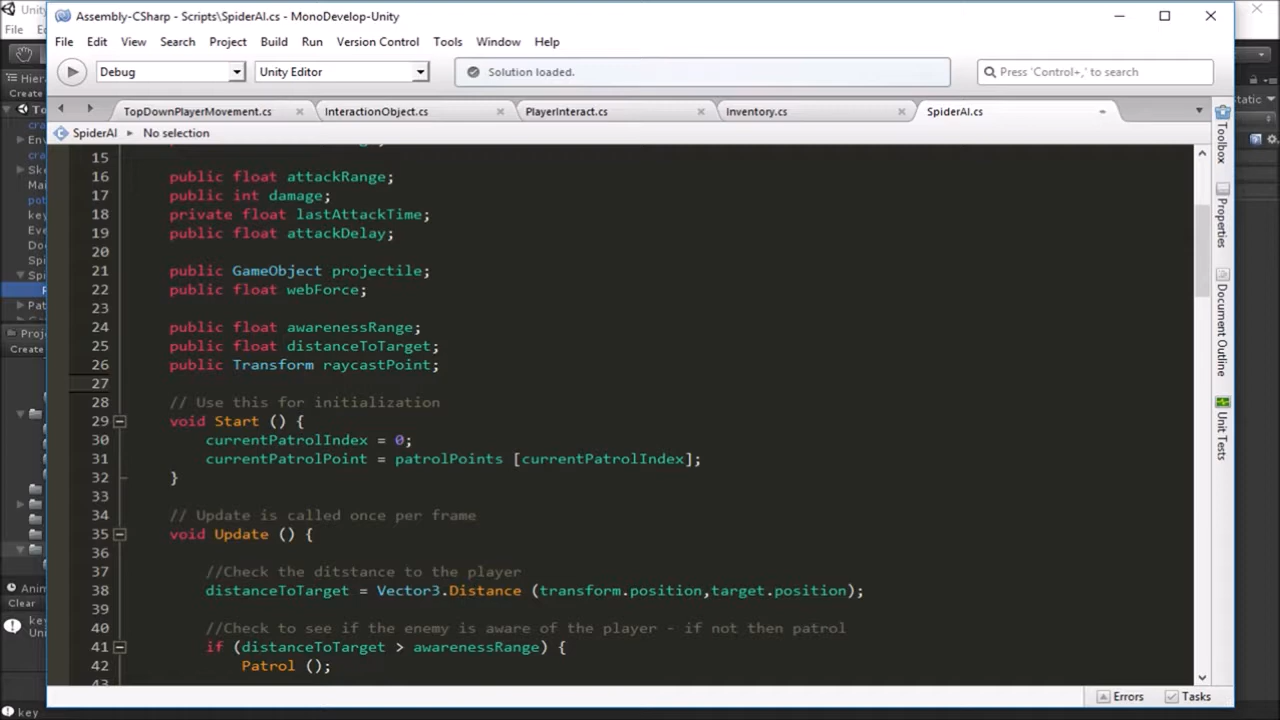 Unity
Assembly-CSharp - Scripts\SpiderAI.cs - MonoDevelop-Unity
File
File Edit View Search Project Build Run Version Control Tools Window Help
Debug
Unity Editor
Solution loaded.
Press 'Control+,' to search
Create
TopDownPlayerMovement.cs
InteractionObject.cs
PlayerInteract.cs
Inventory.cs
SpiderAI.cs
SpiderAI
No selection
15
16 public float attackRange;
17 public int damage;
18 private float lastAttackTime;
19 public float attackDelay;
20
21 public GameObject projectile;
22 public float webForce;
23
24 public float awarenessRange;
25 public float distanceToTarget;
26 public Transform raycastPoint;
27
28 // Use this for initialization
29 void Start () {
30 currentPatrolIndex = 0;
31 currentPatrolPoint = patrolPoints [currentPatrolIndex];
32 }
33
34 // Update is called once per frame
35 void Update () {
36
37 //Check the ditstance to the player
38 distanceToTarget = Vector3.Distance (transform.position,target.position);
39
40 //Check to see if the enemy is aware of the player - if not then patrol
41 if (distanceToTarget > awarenessRange) {
42 Patrol ();
Toolbox
Properties
Document Outline
Unit Tests
Create
Clear
key
Errors
Tasks